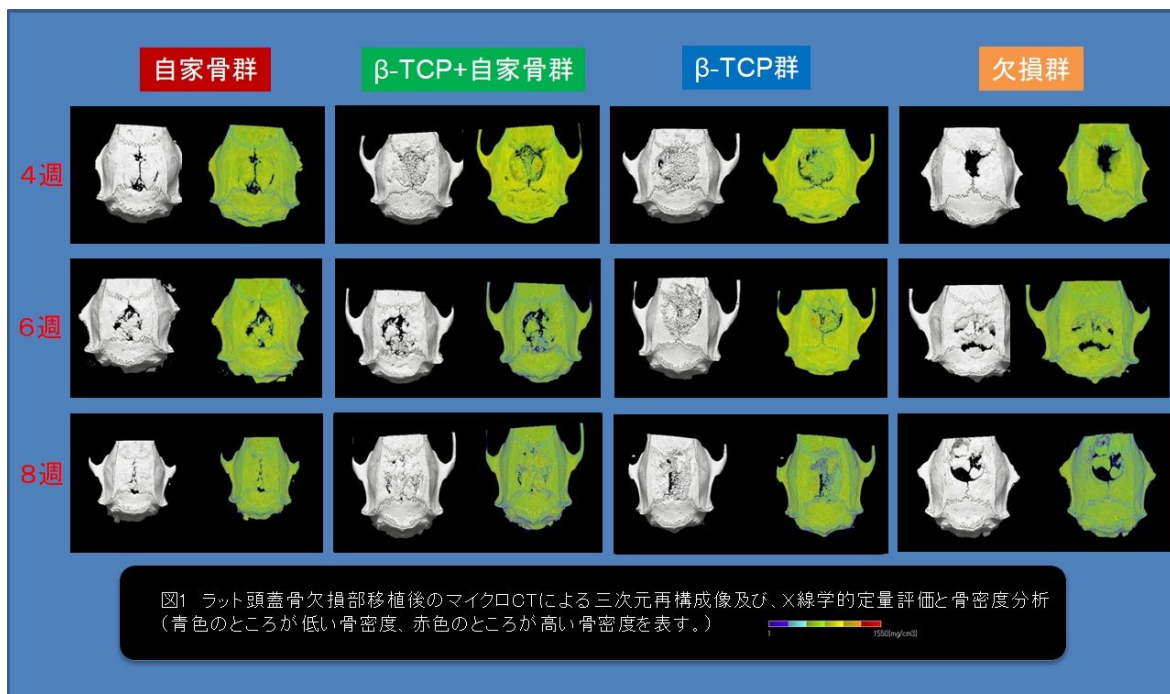 自家骨群
β-TCP+自家骨群
β-TCP群
欠損群
4週
6週
8週
図1 ラット頭蓋骨欠損部移植後のマイクロCTによる三次元再構成像及び、X線学的定量評価と骨密度分析
(青色のところが低い骨密度、赤色のところが高い骨密度を表す。)
1
1550[mg/cm3]